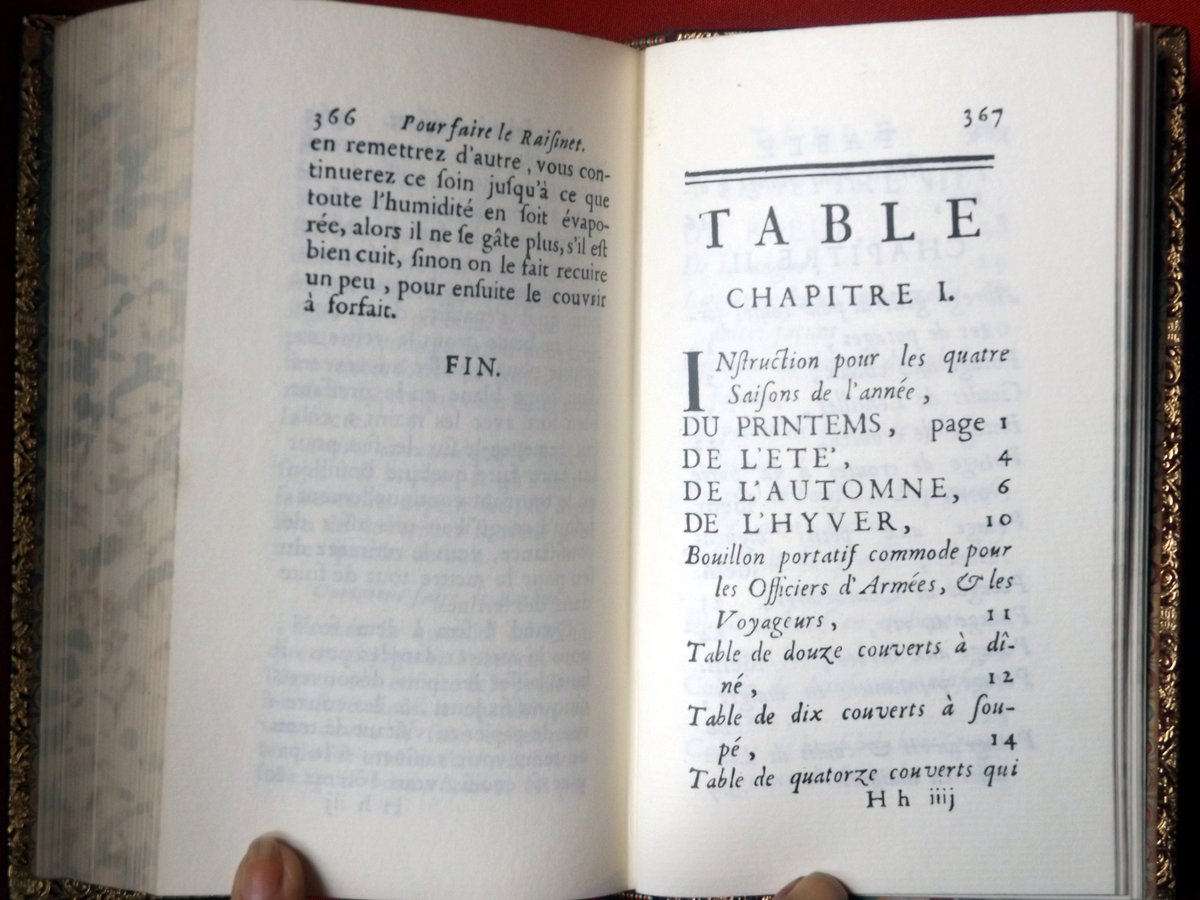 366 Pour faire le Raiſinet.
en remettrez d'autre, vous con-
tinuerez ce ſoin juſqu'à ce que
toute l'humidité en ſoit évapo-
rée, alors il ne ſe gâte plus, s'il eſt
bien cuit, ſinon on le fait recuire
un peu, pour enſuite le couvrir
à forfait.
FIN.
367
TABLE
CHAPITRE I.
INſtruction pour les quatre
Saiſons de l'année,
DU PRINTEMS, page 1
DE L'ETE', 4
DE L'AUTOMNE, 6
DE L'HYVER, 10
Bouillon portatif commode pour
les Officiers d'Armées, & les
Voyageurs, 11
Table de douze couverts à dî-
né, 12
Table de dix couverts à ſou-
pé, 14
Table de quatorze couverts qui
H h iiij